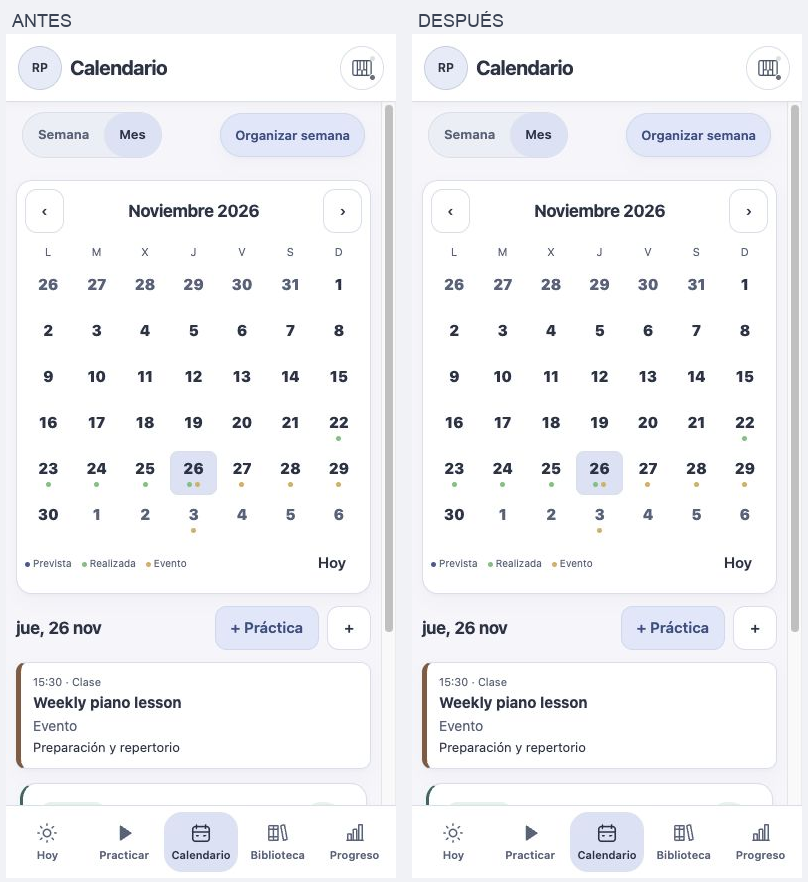 ANTES
RP Calendario
Semana Mes Organizar semana
‹ Noviembre 2026 ›
L M X J V S D
26 27 28 29 30 31 1
2 3 4 5 6 7 8
9 10 11 12 13 14 15
16 17 18 19 20 21 22
23 24 25 26 27 28 29
30 1 2 3 4 5 6
Prevista Realizada Evento Hoy
jue, 26 nov + Práctica +
15:30 · Clase
Weekly piano lesson
Evento
Preparación y repertorio
Hoy Practicar Calendario Biblioteca Progreso
DESPUÉS
RP Calendario
Semana Mes Organizar semana
‹ Noviembre 2026 ›
L M X J V S D
26 27 28 29 30 31 1
2 3 4 5 6 7 8
9 10 11 12 13 14 15
16 17 18 19 20 21 22
23 24 25 26 27 28 29
30 1 2 3 4 5 6
Prevista Realizada Evento Hoy
jue, 26 nov + Práctica +
15:30 · Clase
Weekly piano lesson
Evento
Preparación y repertorio
Hoy Practicar Calendario Biblioteca Progreso